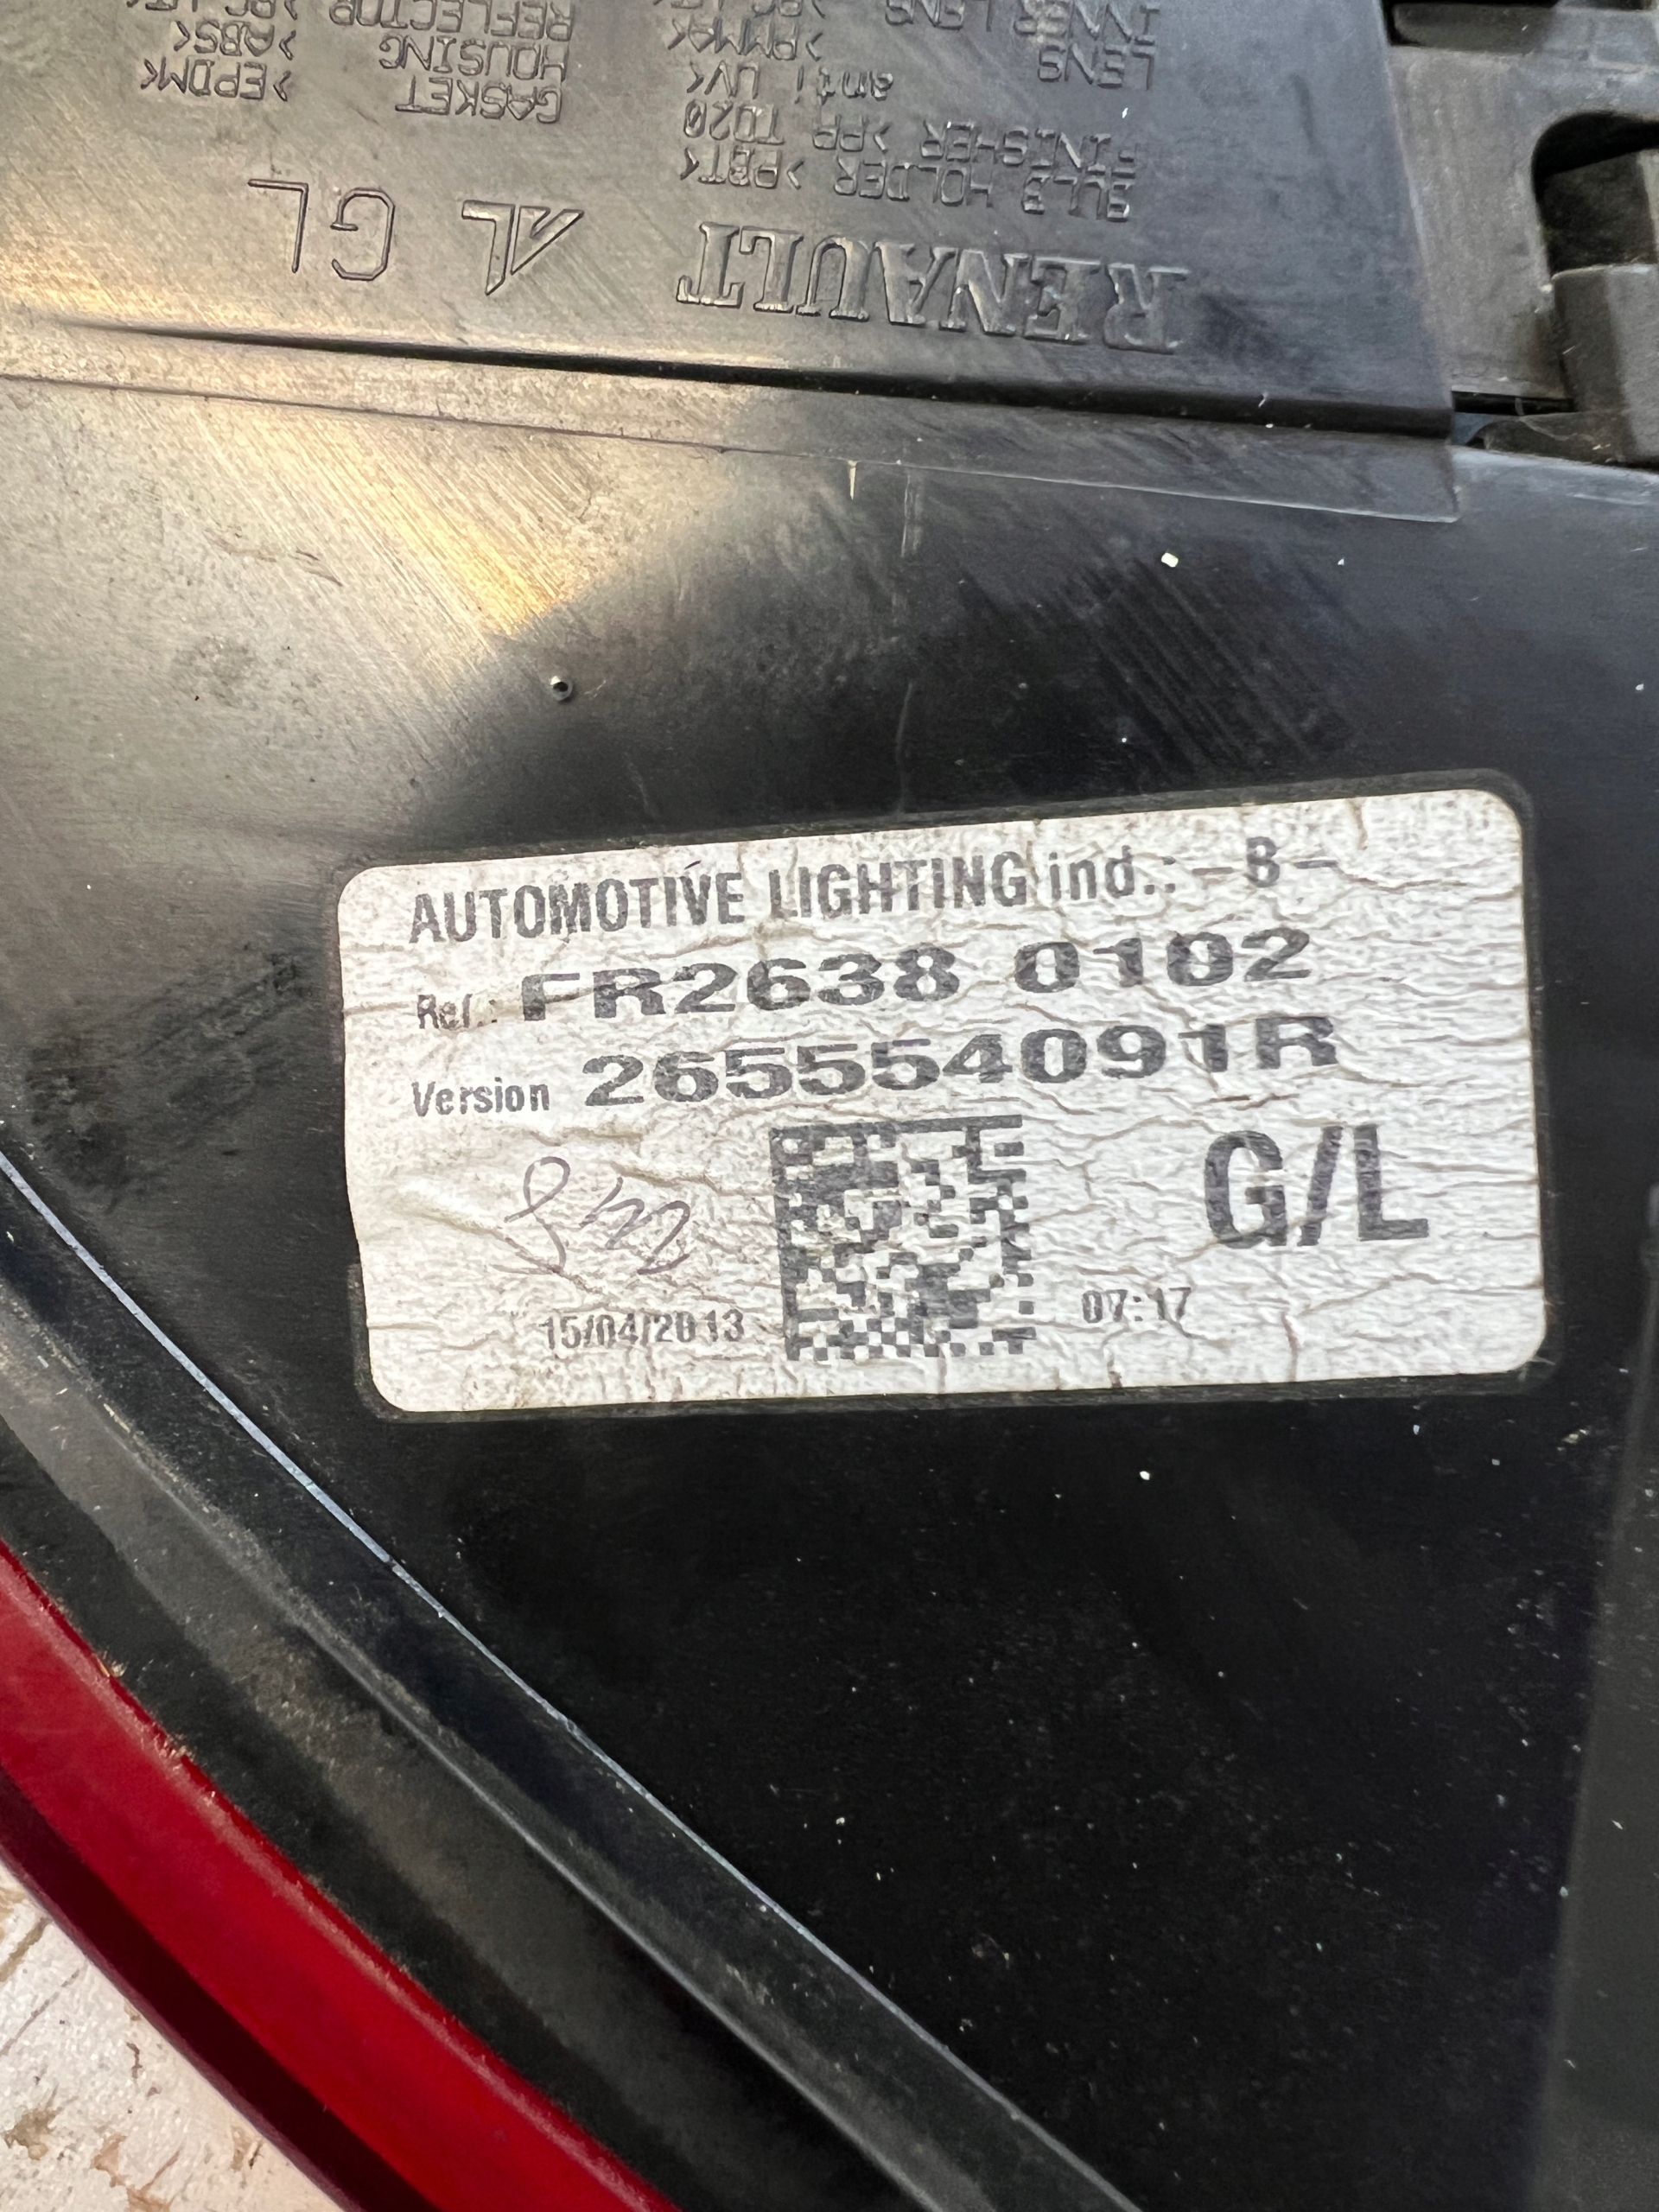 AUTOMOTIVE LIGHTING ind.: -B-
Ref.: FR2638 0102
Version 265554091R
G/L
15/04/2013 07:17
RENAULT AL GL
BULB HOLDER >PBT<
FINISHER >PP TD20
anti UV<
LENS >PMMA<
INNER LENS
GASKET >EPDM<
HOUSING >ABS<
REFLECTOR